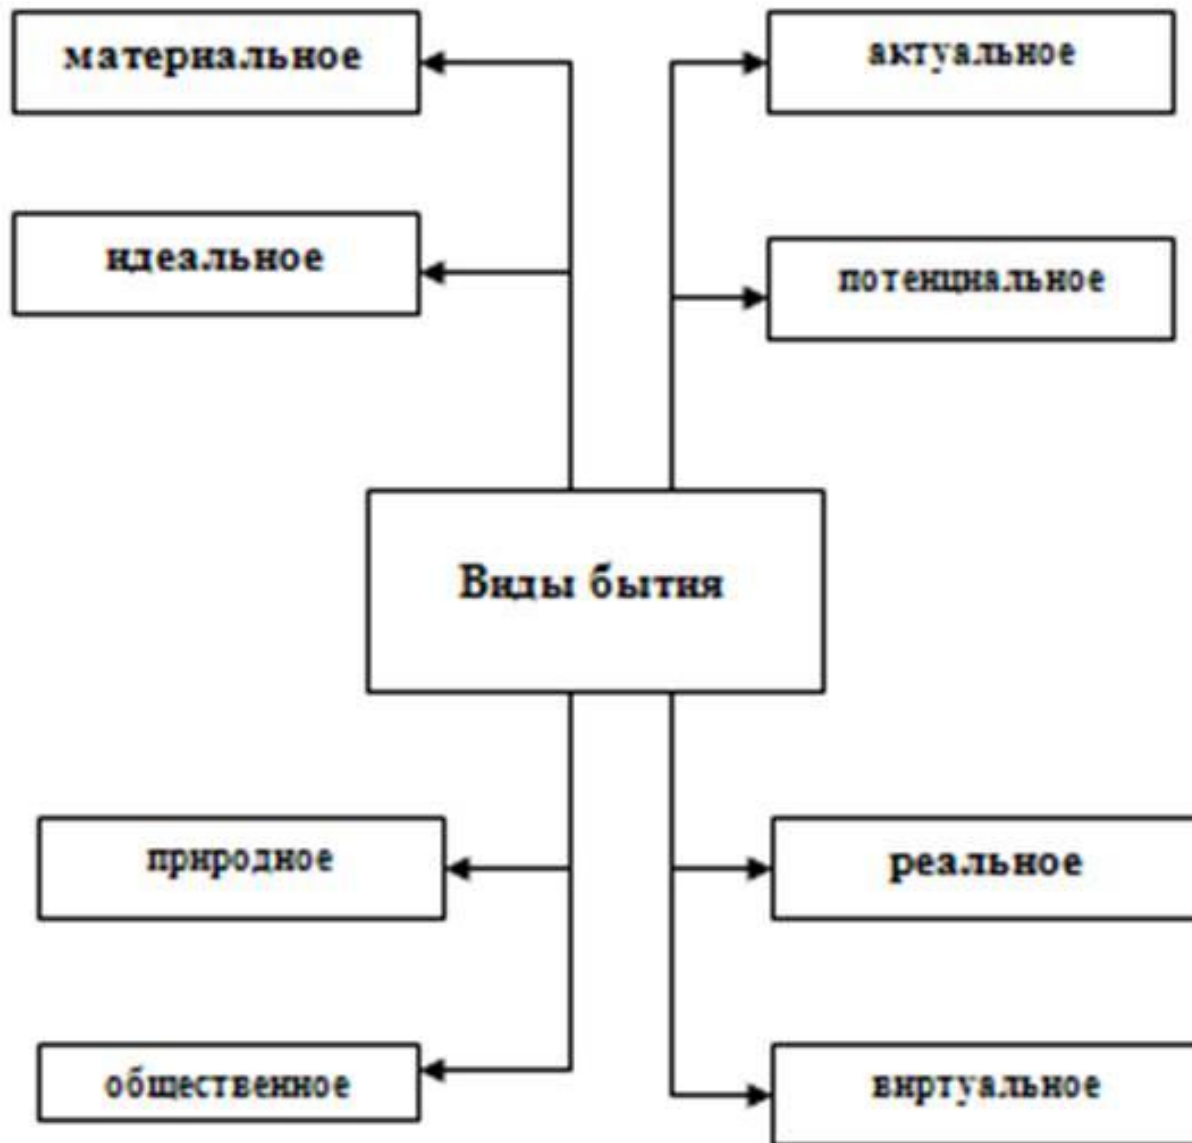 материальное
актуальное
идеальное
потенциальное
Виды бытия
природное
реальное
общественное
виртуальное